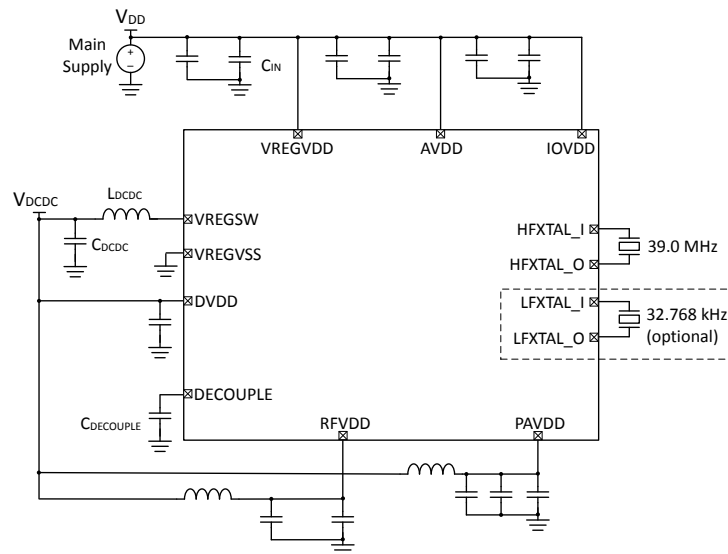 VDD
Main
Supply
+
–
CIN
VREGVDD
AVDD
IOVDD
VDCDC
LDCDC
VREGSW
CDCDC
VREGVSS
DVDD
DECOUPLE
CDECOUPLE
RFVDD
PAVDD
HFXTAL_I
39.0 MHz
HFXTAL_O
LFXTAL_I
32.768 kHz
(optional)
LFXTAL_O